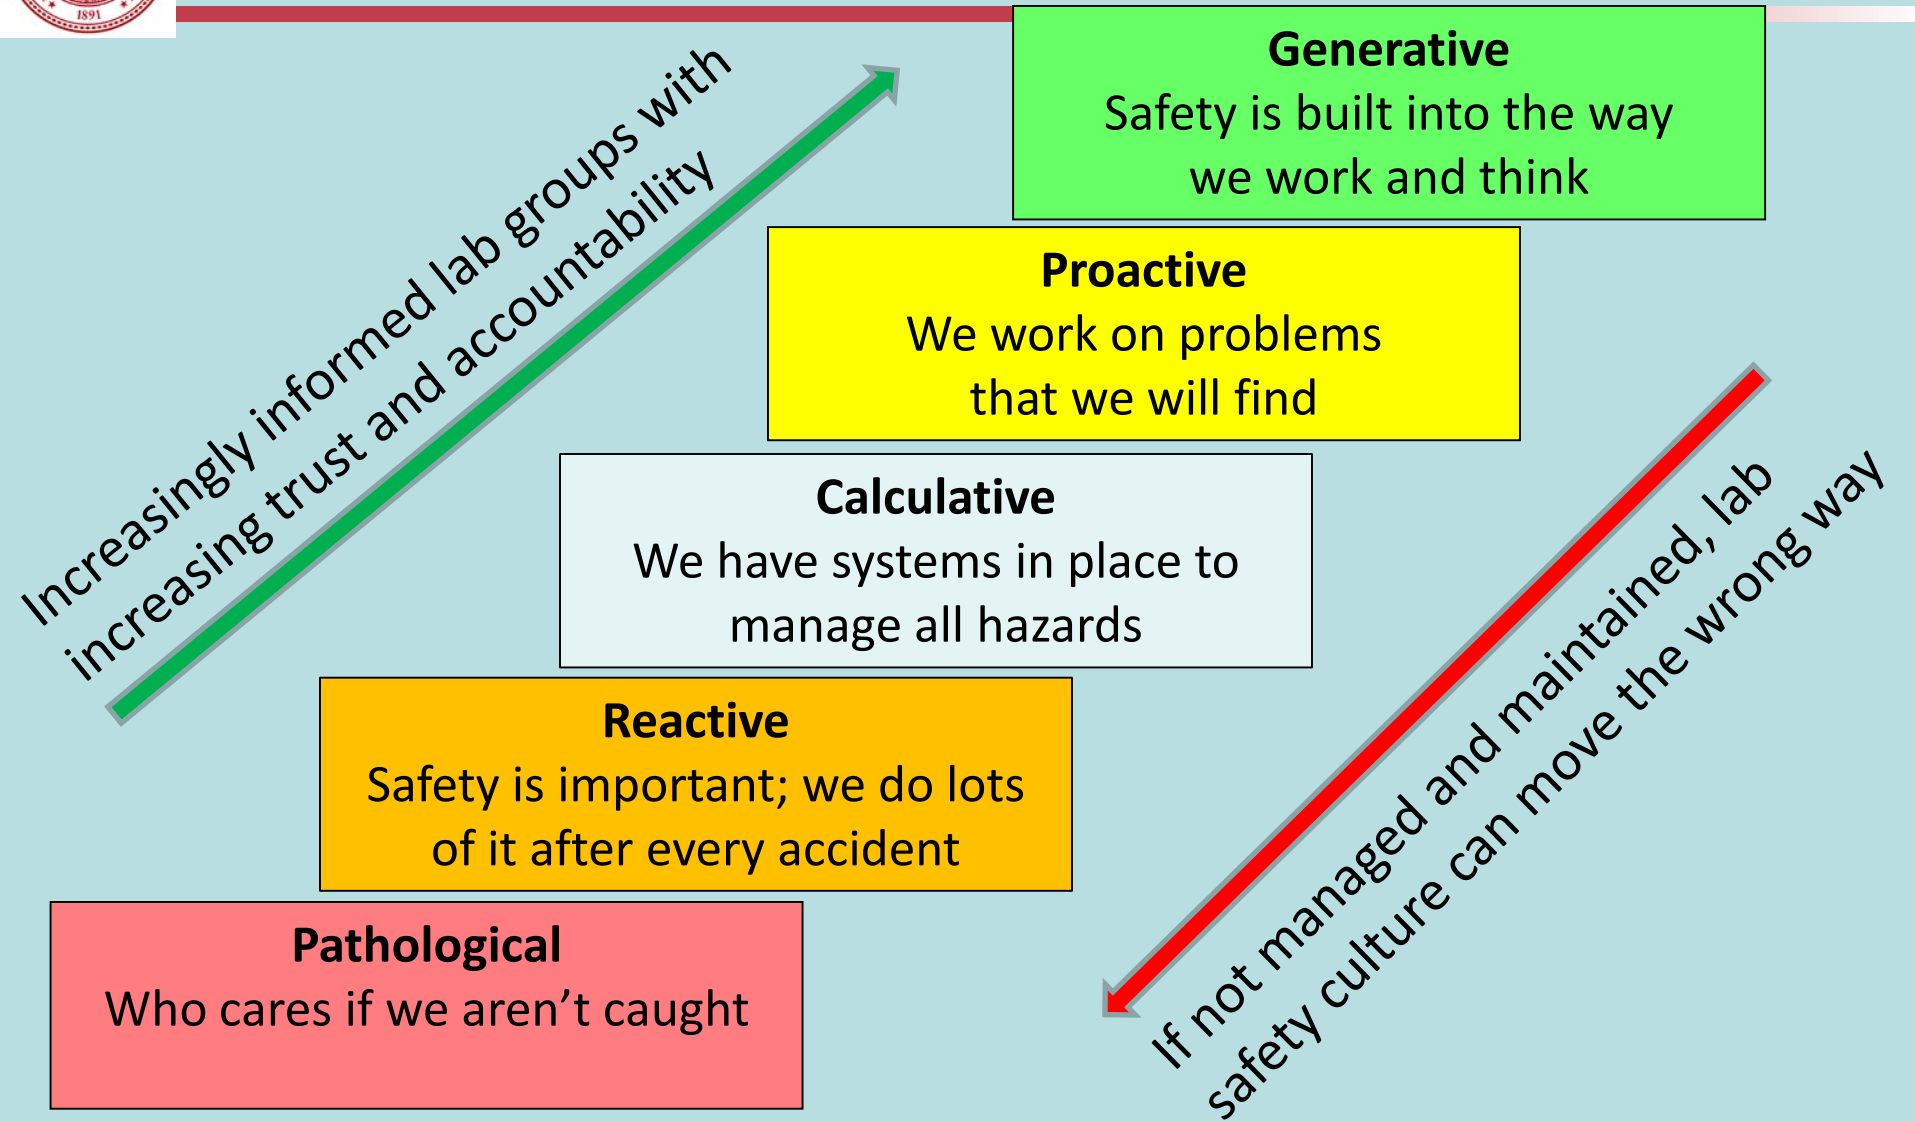 1891
Increasingly informed lab groups with
increasing trust and accountability
Generative
Safety is built into the way
we work and think
Proactive
We work on problems
that we will find
Calculative
We have systems in place to
manage all hazards
Reactive
Safety is important; we do lots
of it after every accident
Pathological
Who cares if we aren’t caught
If not managed and maintained, lab
safety culture can move the wrong way